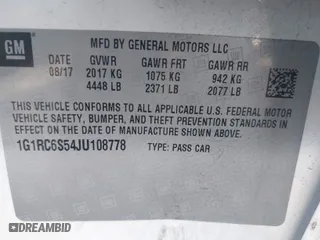 GM
MFD BY GENERAL MOTORS LLC
DATE GVWR GAWR FRT GAWR RR
08/17 2017 KG 1075 KG 942 KG
4448 LB 2371 LB 2077 LB
THIS VEHICLE CONFORMS TO ALL APPLICABLE U.S. FEDERAL MOTOR
VEHICLE SAFETY, BUMPER, AND THEFT PREVENTION STANDARDS IN
EFFECT ON THE DATE OF MANUFACTURE SHOWN ABOVE.
1G1RC6S54JU108778 TYPE: PASS CAR
DEALERS PORTAL